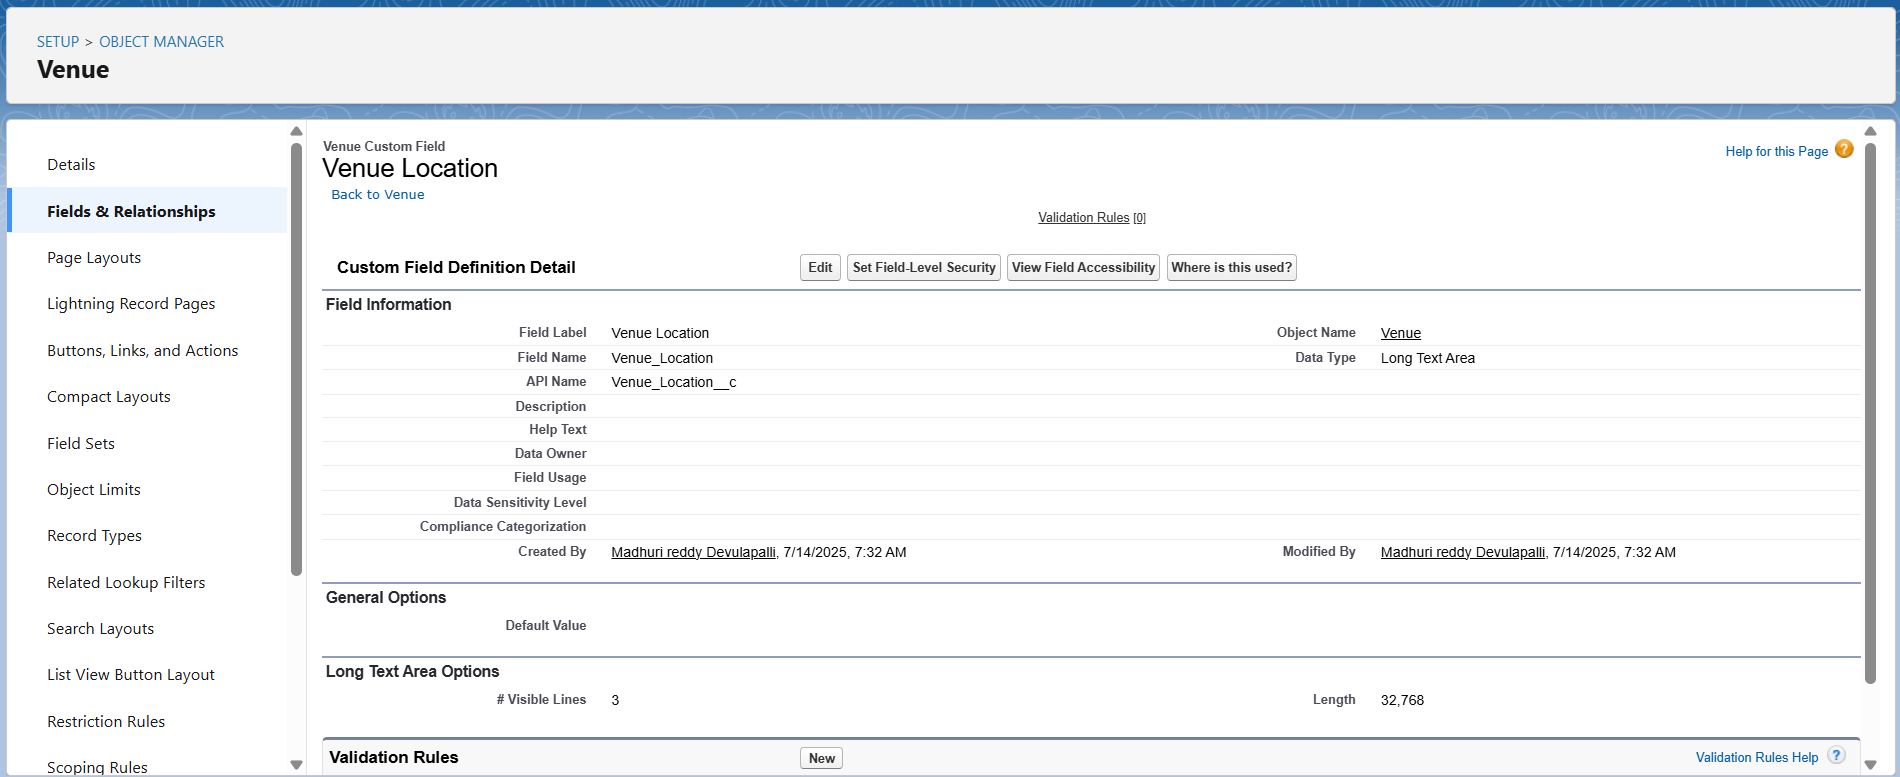 SETUP > OBJECT MANAGER
Venue
Details
Fields & Relationships
Page Layouts
Lightning Record Pages
Buttons, Links, and Actions
Compact Layouts
Field Sets
Object Limits
Record Types
Related Lookup Filters
Search Layouts
List View Button Layout
Restriction Rules
Scoping Rules
Venue Custom Field
Venue Location
Back to Venue
Help for this Page ?
Validation Rules [0]
Custom Field Definition Detail Edit Set Field-Level Security View Field Accessibility Where is this used?
Field Information
Field Label Venue Location Object Name Venue
Field Name Venue_Location Data Type Long Text Area
API Name Venue_Location__c
Description
Help Text
Data Owner
Field Usage
Data Sensitivity Level
Compliance Categorization
Created By Madhuri reddy Devulapalli, 7/14/2025, 7:32 AM Modified By Madhuri reddy Devulapalli, 7/14/2025, 7:32 AM
General Options
Default Value
Long Text Area Options
# Visible Lines 3 Length 32,768
Validation Rules New Validation Rules Help ?